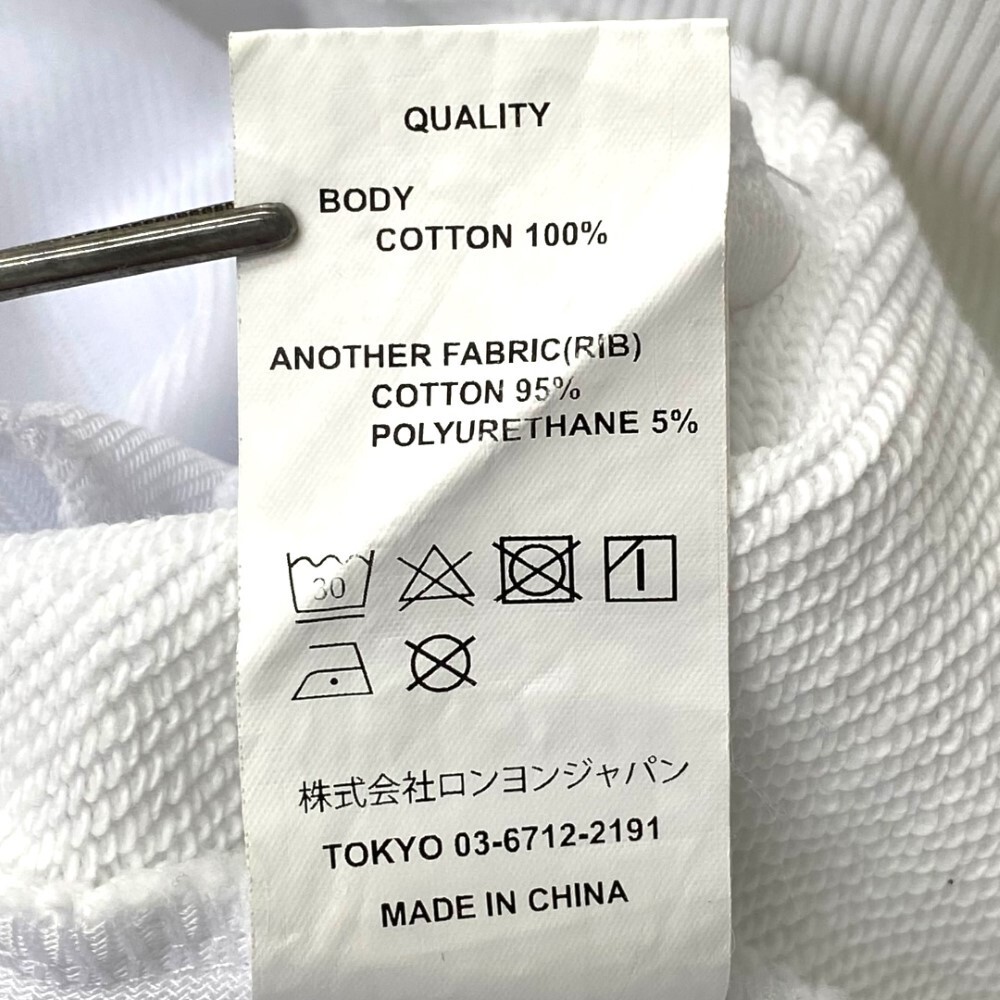 QUALITY
BODY
COTTON 100%
ANOTHER FABRIC(RIB)
COTTON 95%
POLYURETHANE 5%
30
株式会社ロンヨンジャパン
TOKYO 03-6712-2191
MADE IN CHINA